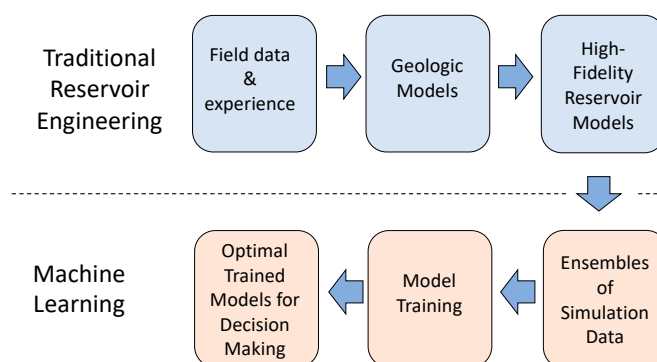 Traditional
Reservoir
Engineering
Field data
&
experience
Geologic
Models
High-
Fidelity
Reservoir
Models
Machine
Learning
Optimal
Trained
Models for
Decision
Making
Model
Training
Ensembles
of
Simulation
Data